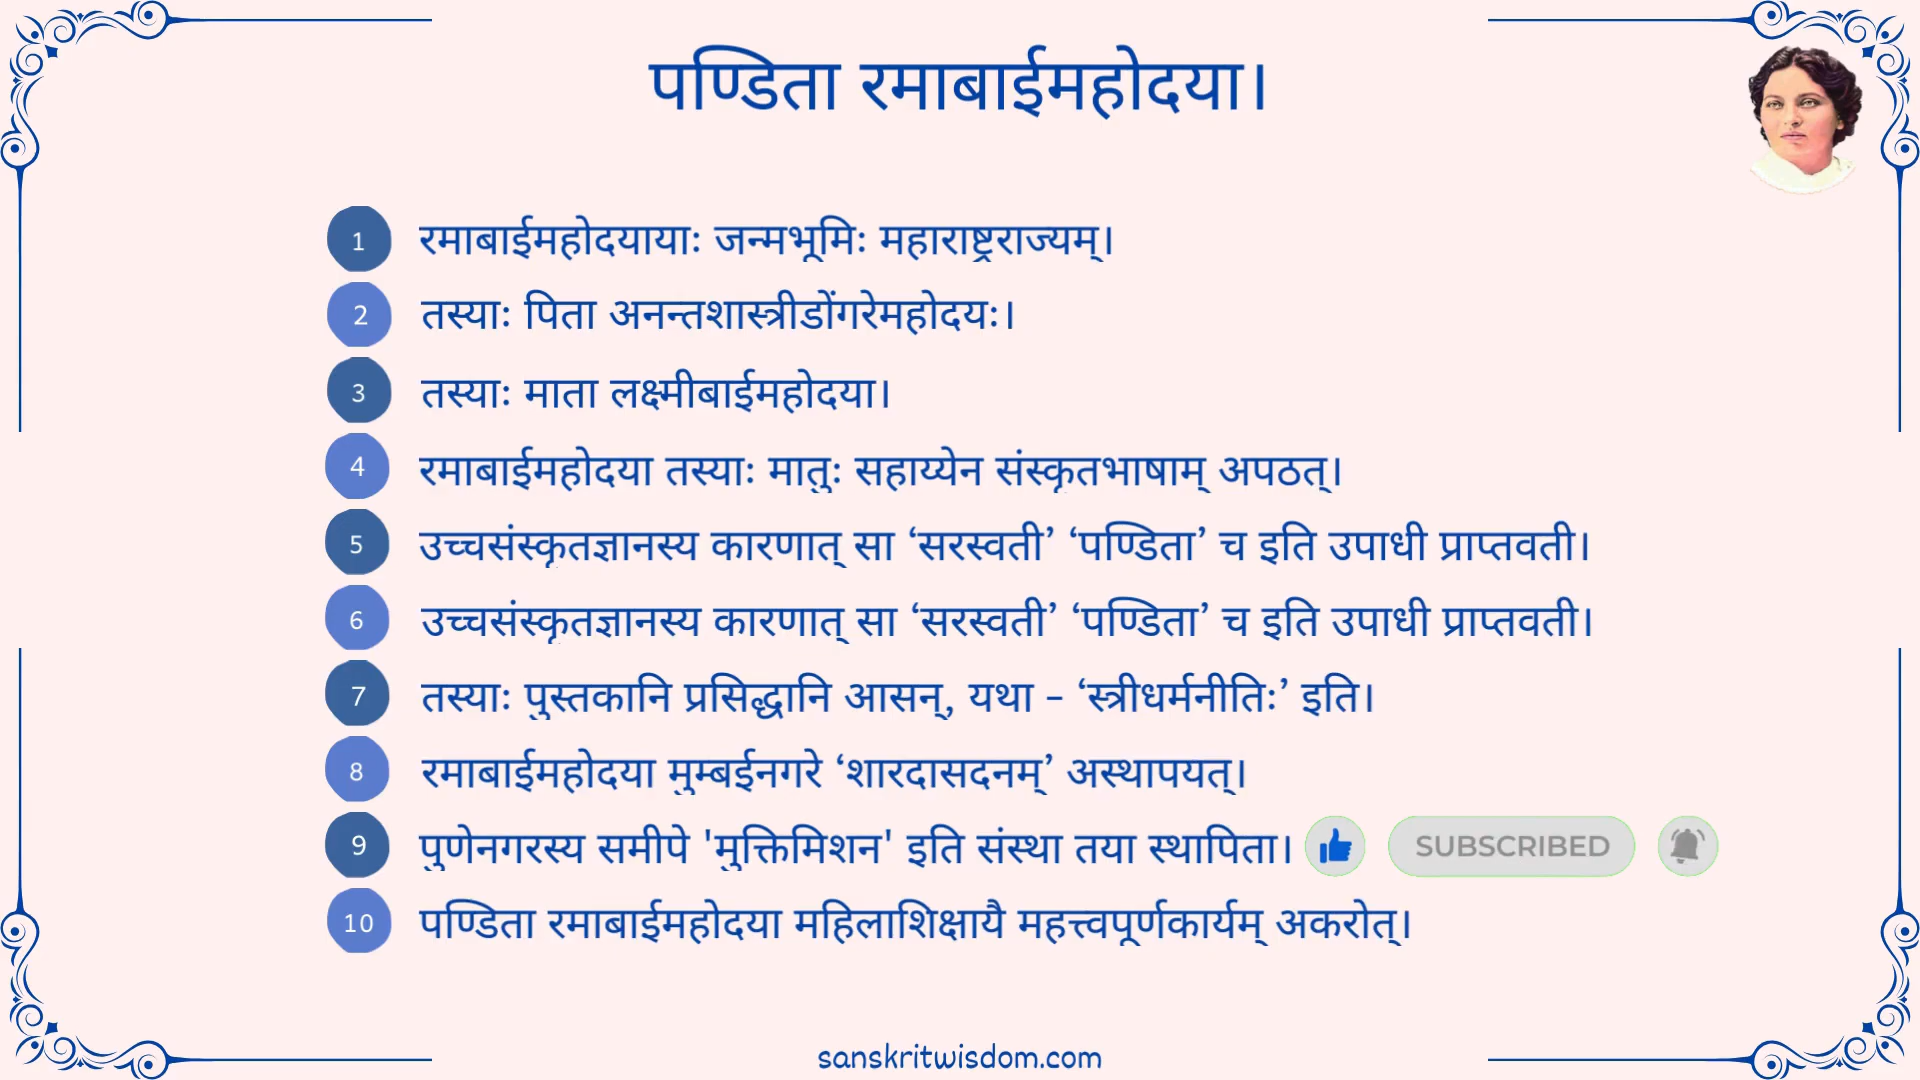 पण्डिता रमाबाईमहोदया।
1 रमाबाईमहोदयायाः जन्मभूमिः महाराष्ट्रराज्यम्।
2 तस्याः पिता अनन्तशास्त्रीडोंगरेमहोदयः।
3 तस्याः माता लक्ष्मीबाईमहोदया।
4 रमाबाईमहोदया तस्याः मातुः सहाय्येन संस्कृतभाषाम् अपठत्।
5 उच्चसंस्कृतज्ञानस्य कारणात् सा ‘सरस्वती’ ‘पण्डिता’ च इति उपाधी प्राप्तवती।
6 उच्चसंस्कृतज्ञानस्य कारणात् सा ‘सरस्वती’ ‘पण्डिता’ च इति उपाधी प्राप्तवती।
7 तस्याः पुस्तकानि प्रसिद्धानि आसन्, यथा - ‘स्त्रीधर्मनीतिः’ इति।
8 रमाबाईमहोदया मुम्बईनगरे ‘शारदासदनम्’ अस्थापयत्।
9 पुणेनगरस्य समीपे 'मुक्तिमिशन' इति संस्था तया स्थापिता। SUBSCRIBED
10 पण्डिता रमाबाईमहोदया महिलाशिक्षायै महत्त्वपूर्णकार्यम् अकरोत्।
sanskritwisdom.com